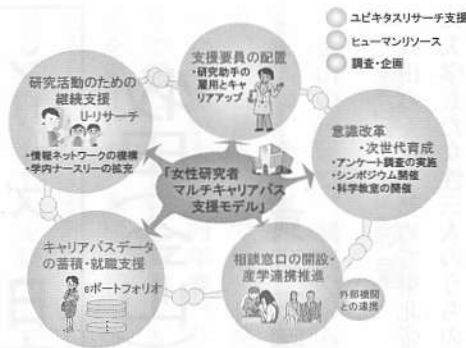 ユビキタスリサーチ支援
ヒューマンリソース
調査・企画
支援要員の配置
・研究助手の
雇用とキャ
リアアップ
研究活動のための
継続支援
U-リサーチ
・情報ネットワークの機構
・学内ナースリーの拡充
意識改革
・次世代育成
・アンケート調査の実施
・シンポジウム開催
・科学教室の開催
「女性研究者
マルチキャリアパス
支援モデル」
キャリアパスデータ
の蓄積・就職支援
eポートフォリオ
相談窓口の開設・
産学連携推進
外部機関
との連携